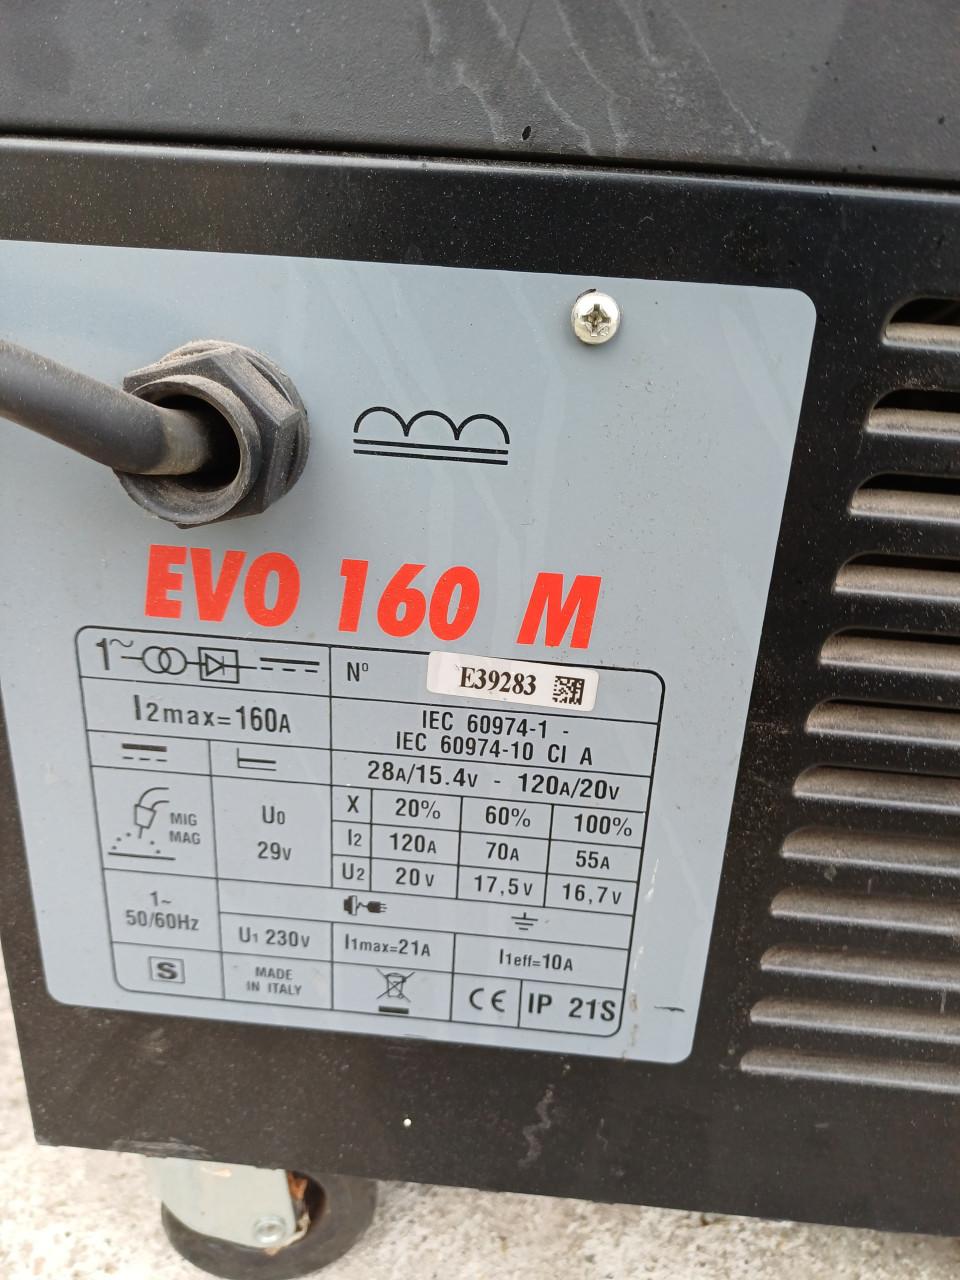 EVO 160 M
1~
N° E39283
I2max=160A
IEC 60974-1 -
IEC 60974-10 Cl A
28A/15.4V - 120A/20V
MIG
MAG
U0
29V
X 20% 60% 100%
I2 120A 70A 55A
U2 20V 17,5V 16,7V
1~
50/60Hz
U1 230V
I1max=21A
I1eff=10A
S
MADE
IN ITALY
CE
IP 21S